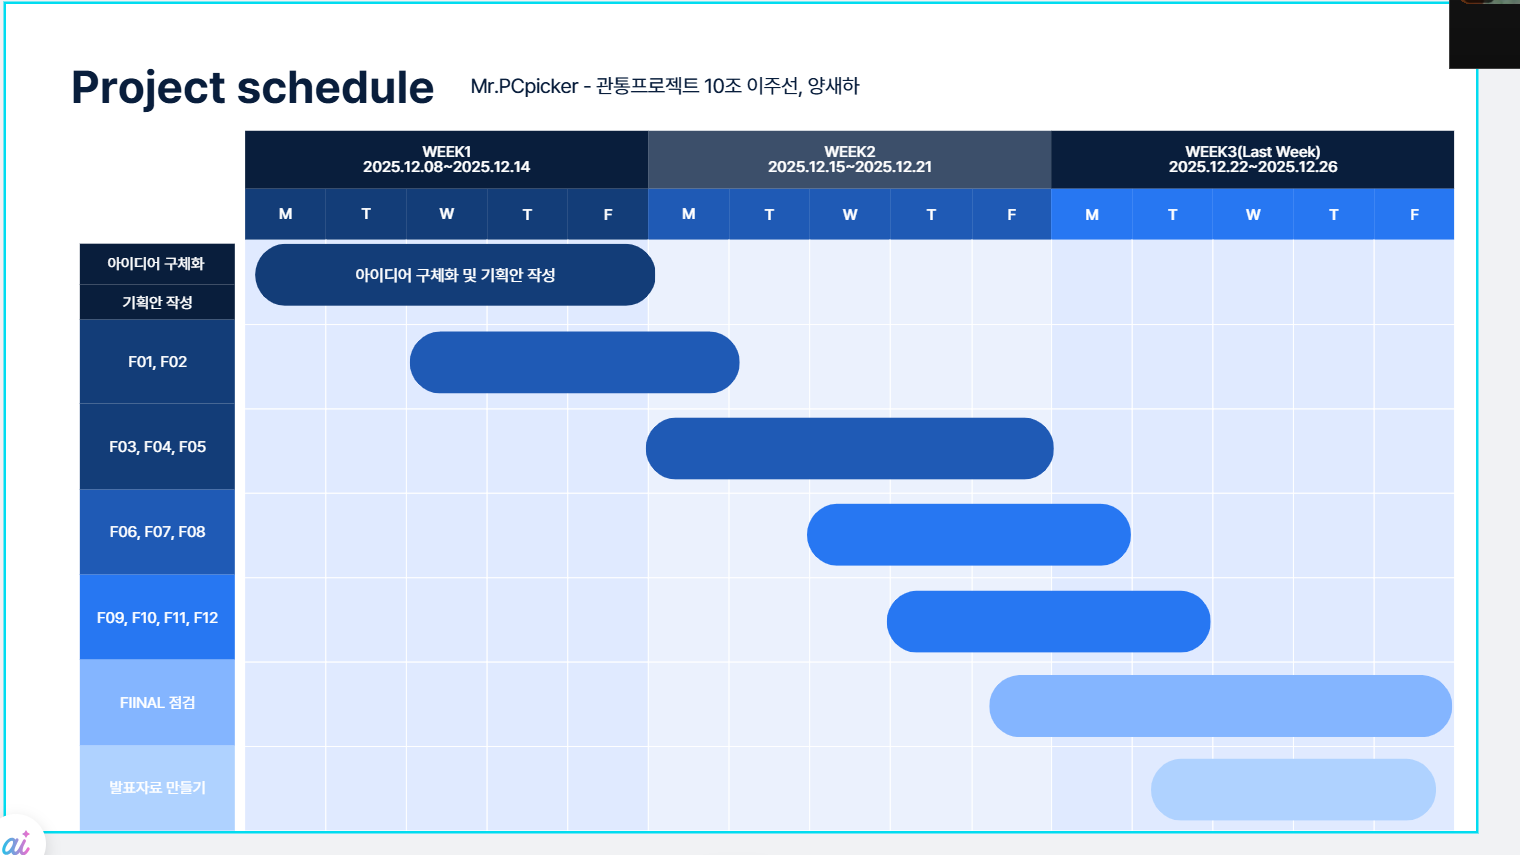 Project schedule
Mr.PCpicker - 관통프로젝트 10조 이주선, 양새하
WEEK1
2025.12.08~2025.12.14
WEEK2
2025.12.15~2025.12.21
WEEK3(Last Week)
2025.12.22~2025.12.26
M T W T F M T W T F M T W T F
아이디어 구체화
아이디어 구체화 및 기획안 작성
기획안 작성
F01, F02
F03, F04, F05
F06, F07, F08
F09, F10, F11, F12
FIINAL 점검
발표자료 만들기
ai